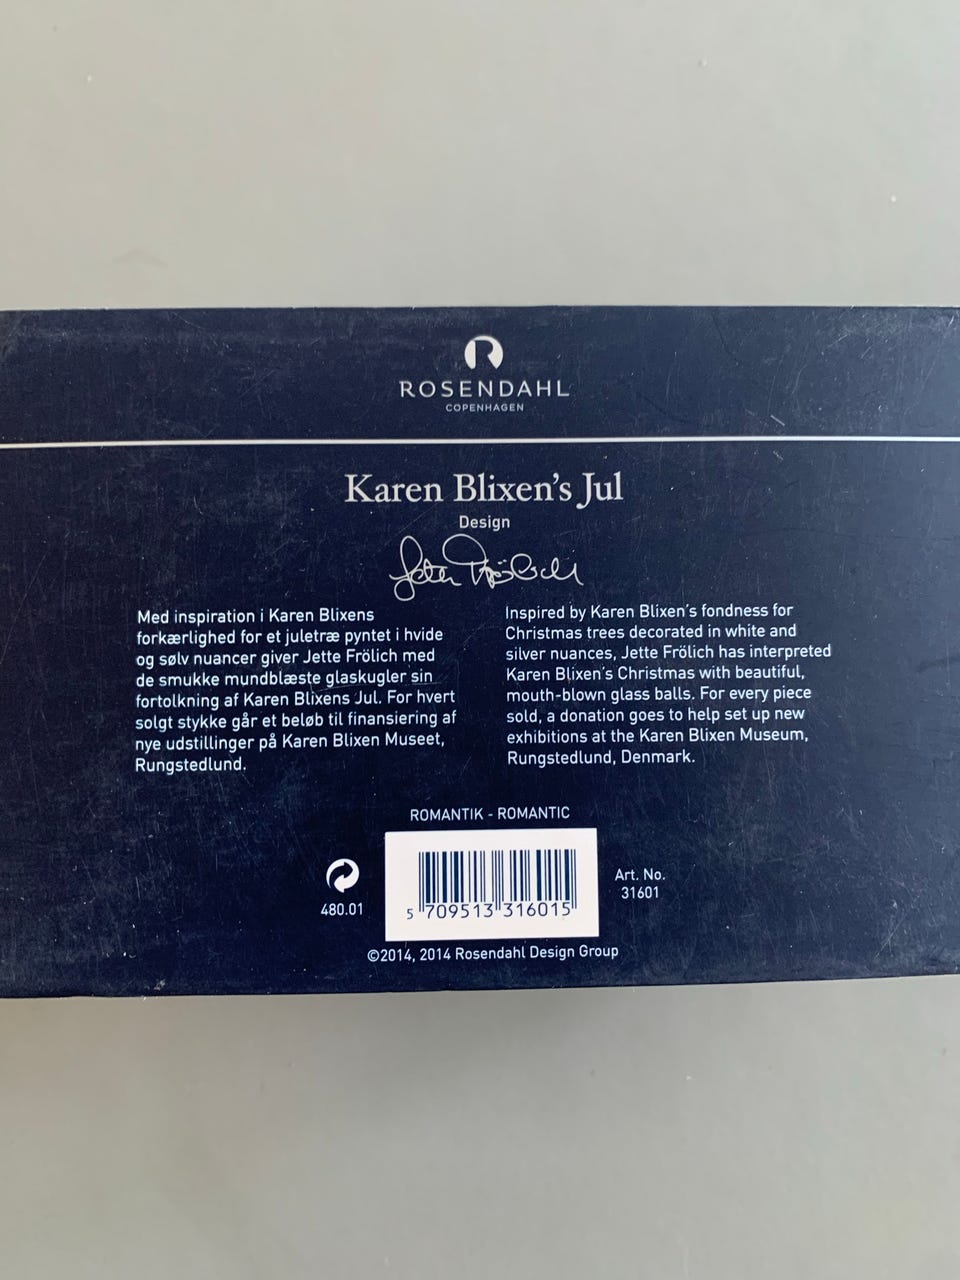 ROSENDAHL
COPENHAGEN
Karen Blixen's Jul
Design
Jette Frölich
Med inspiration i Karen Blixens
forkærlighed for et juletræ pyntet i hvide
og sølv nuancer giver Jette Frölich med
de smukke mundblæste glaskugler sin
fortolkning af Karen Blixens Jul. For hvert
solgt stykke går et beløb til finansiering af
nye udstillinger på Karen Blixen Museet,
Rungstedlund.
Inspired by Karen Blixen's fondness for
Christmas trees decorated in white and
silver nuances, Jette Frölich has interpreted
Karen Blixen's Christmas with beautiful,
mouth-blown glass balls. For every piece
sold, a donation goes to help set up new
exhibitions at the Karen Blixen Museum,
Rungstedlund, Denmark.
ROMANTIK - ROMANTIC
480.01
5 709513 316015
Art. No.
31601
©2014, 2014 Rosendahl Design Group